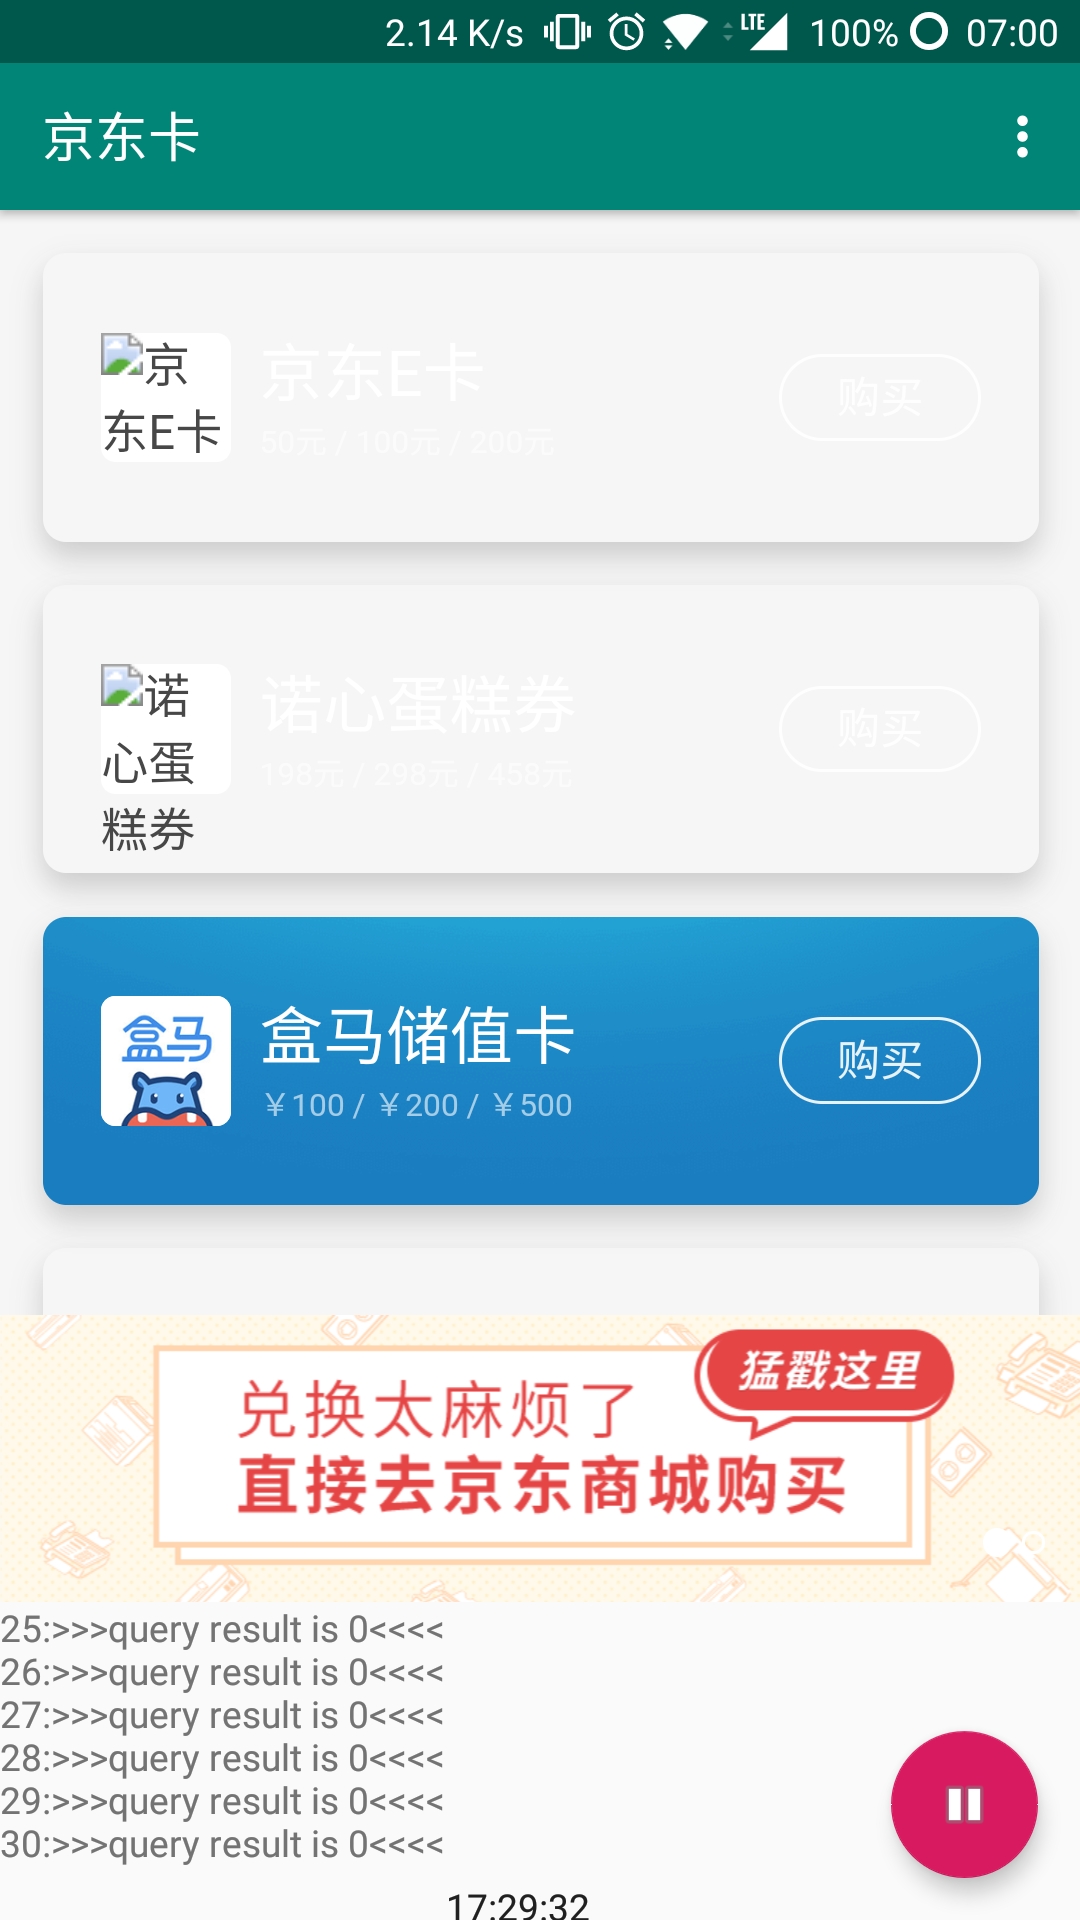 2.14 K/s LTE 100% 07:00
京东卡
京
东E卡
京东E卡
50元 / 100元 / 200元
购买
诺
心蛋
糕券
诺心蛋糕券
198元 / 298元 / 458元
购买
盒马
盒马储值卡
￥100 / ￥200 / ￥500
购买
猛戳这里
兑换太麻烦了
直接去京东商城购买
25:>>>query result is 0<<<<
26:>>>query result is 0<<<<
27:>>>query result is 0<<<<
28:>>>query result is 0<<<<
29:>>>query result is 0<<<<
30:>>>query result is 0<<<<
17:29:32